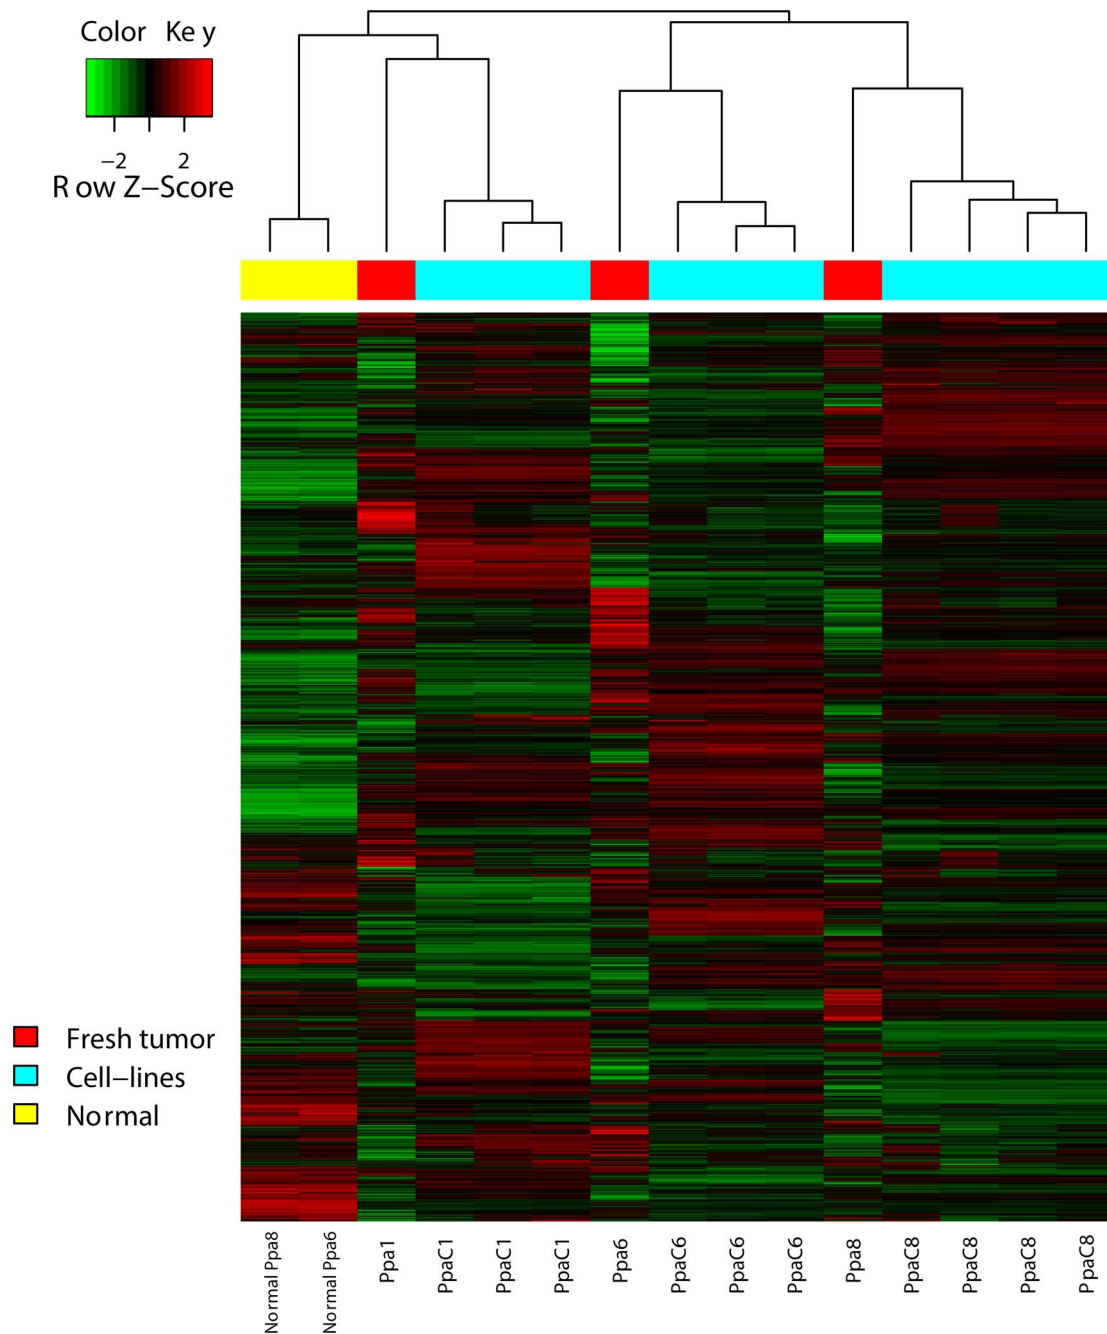 Color Key
−2 2
Row Z−Score
Fresh tumor
Cell−lines
Normal
Normal Ppa8
Normal Ppa6
Ppa1
PpaC1
PpaC1
PpaC1
Ppa6
PpaC6
PpaC6
PpaC6
Ppa8
PpaC8
PpaC8
PpaC8
PpaC8